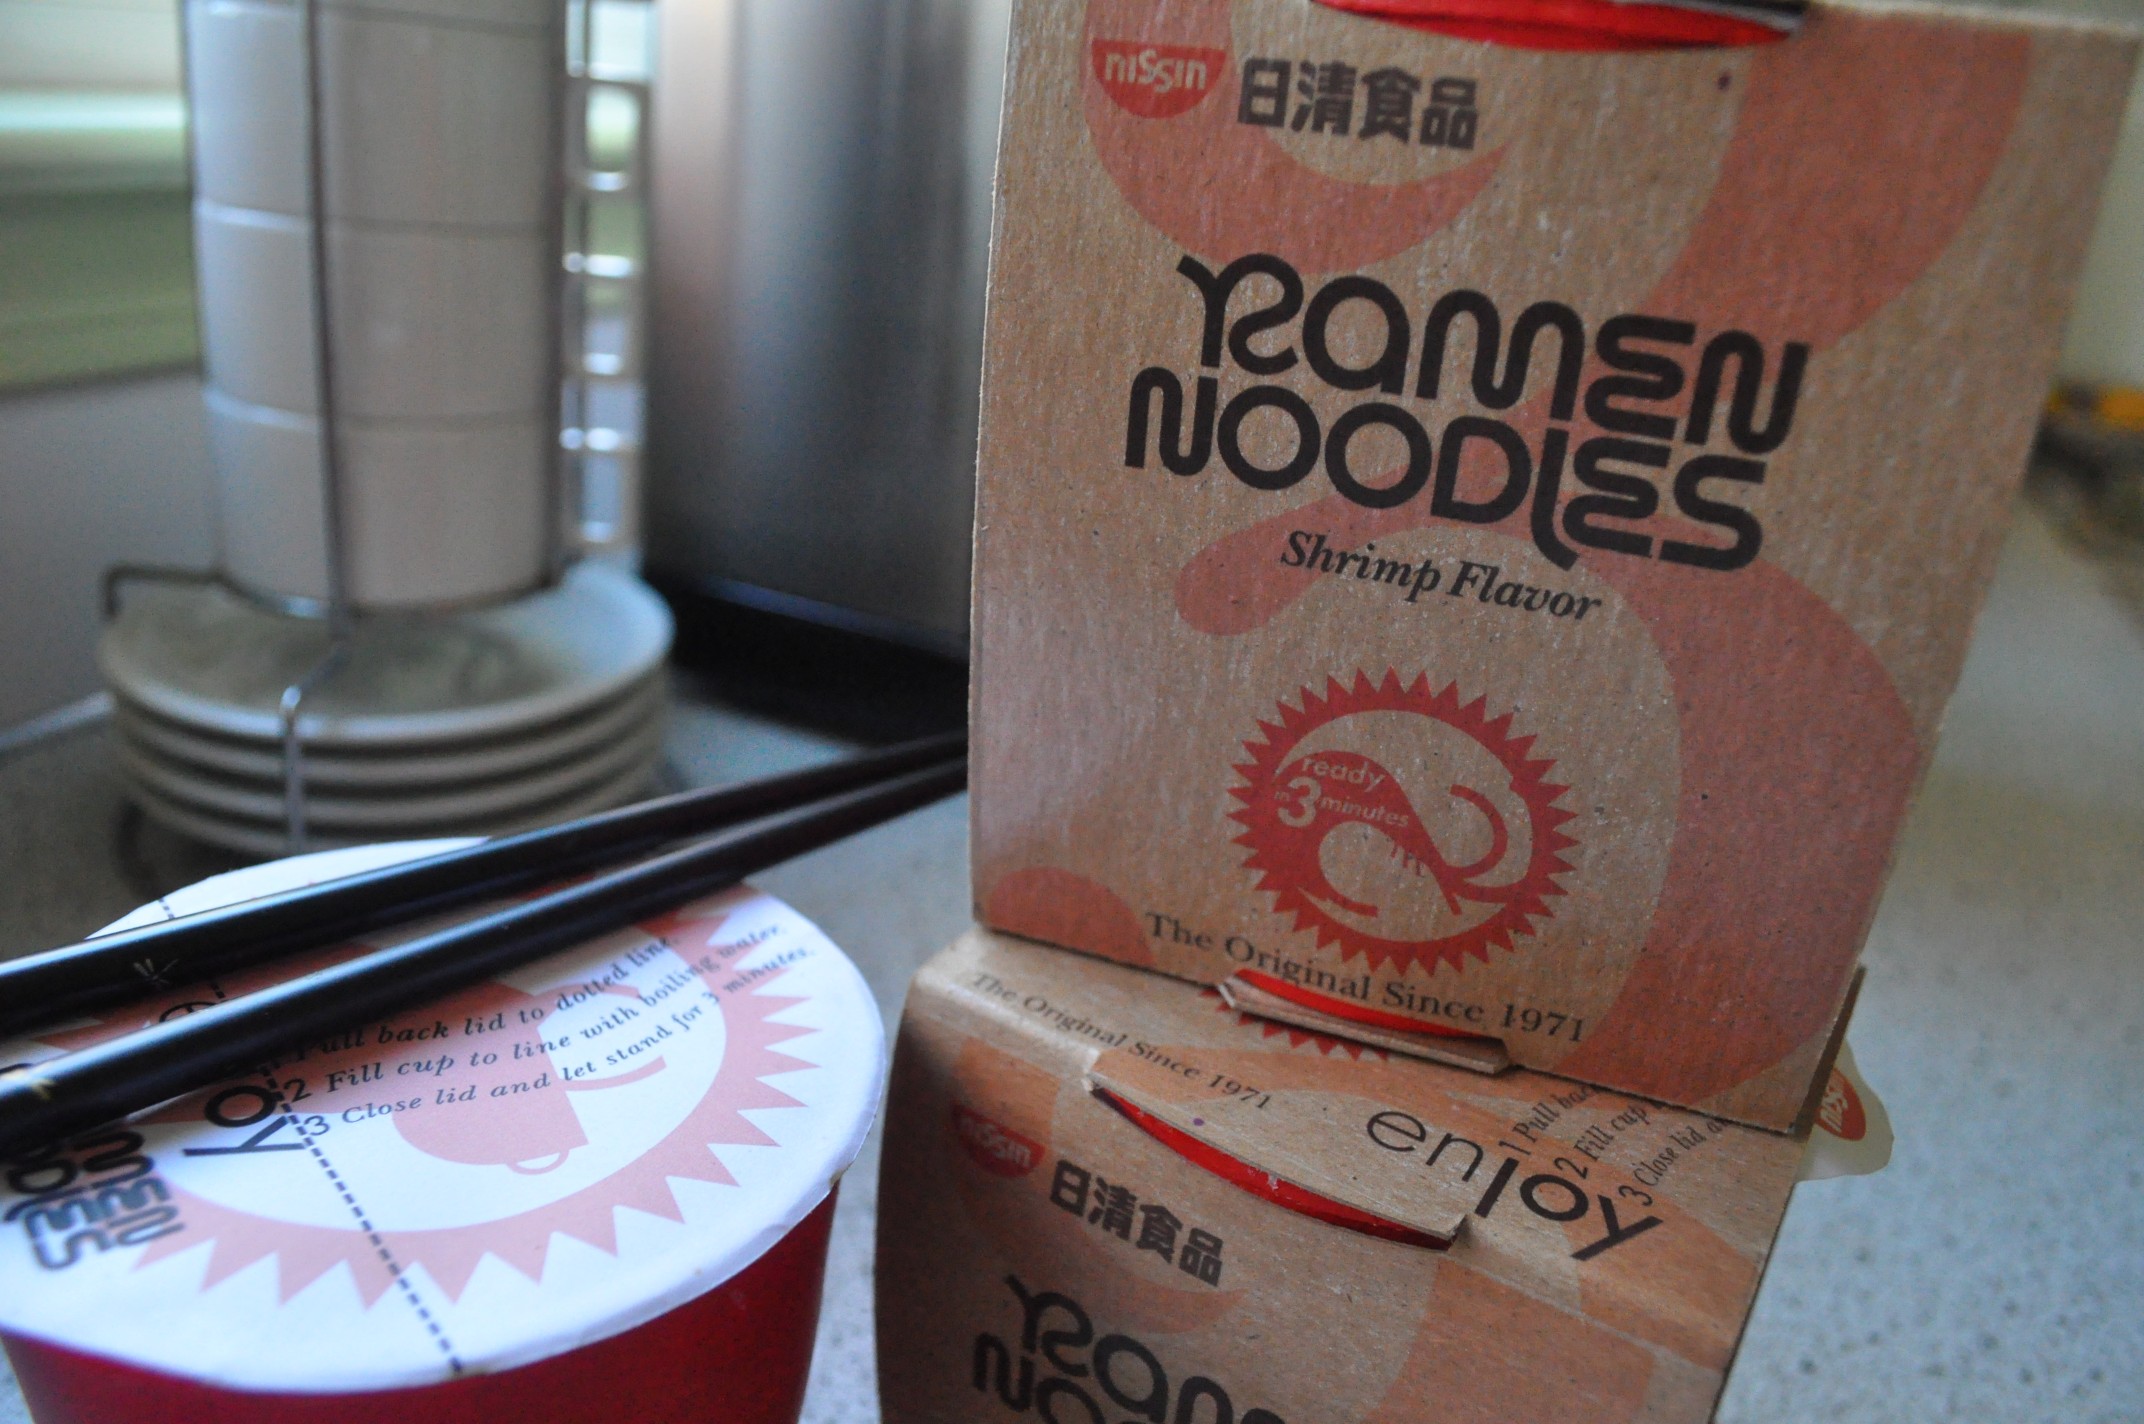 nissin 日清食品
Ramen
Noodles
Shrimp Flavor
ready
in 3 minutes
The Original Since 1971
The Original Since 1971
enjoy
1 Pull back
2 Fill cup
3 Close lid
nissin 日清食品
nissin
Pull back lid to dotted line.
2 Fill cup to line with boiling water.
3 Close lid and let stand for 3 minutes.